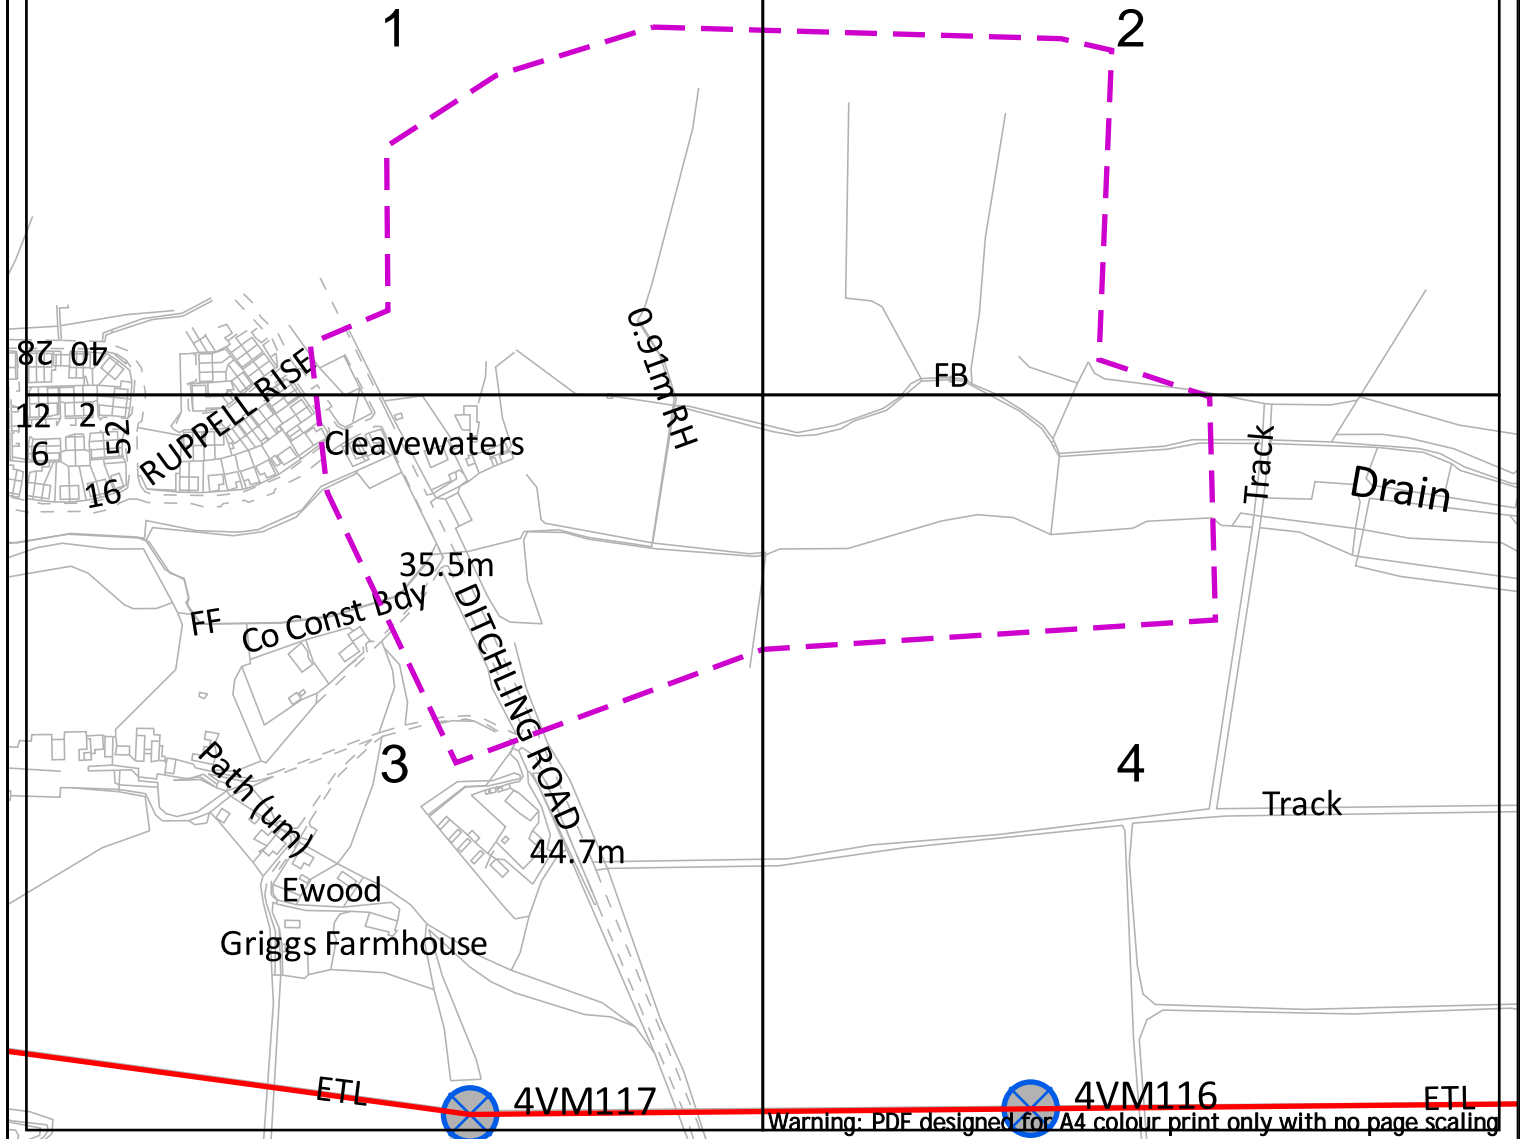 1
2
0.91m RH
28
40
RUPPELL RISE
FB
12
2
52
6
16
Cleavewaters
Track
Drain
35.5m
FF
Co Const Bdy
DITCHLING ROAD
3
4
Path (um)
Track
44.7m
Ewood
Griggs Farmhouse
ETL
4VM117
4VM116
ETL
Warning: PDF designed for A4 colour print only with no page scaling